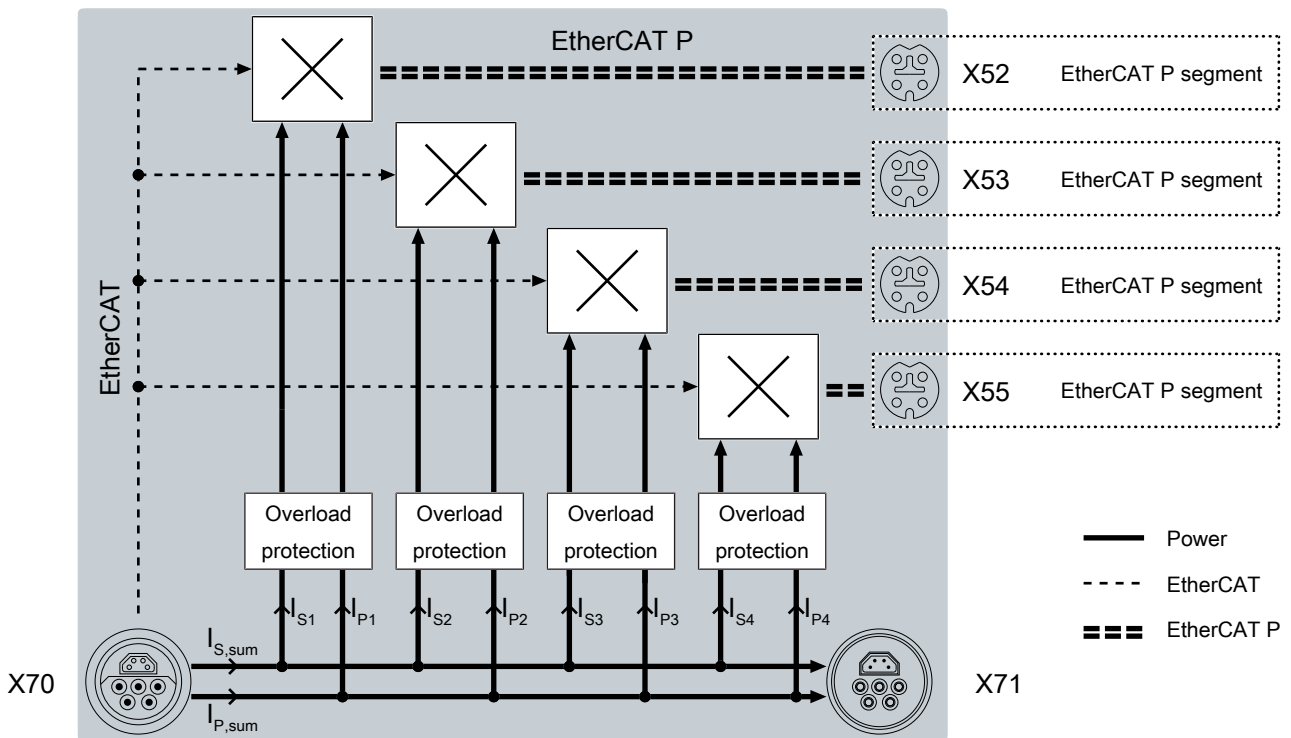 EtherCAT P
X52 EtherCAT P segment
X53 EtherCAT P segment
X54 EtherCAT P segment
X55 EtherCAT P segment
EtherCAT
Overload protection
Overload protection
Overload protection
Overload protection
Power
EtherCAT
EtherCAT P
IS1 IP1 IS2 IP2 IS3 IP3 IS4 IP4
IS,sum
X70
X71
IP,sum